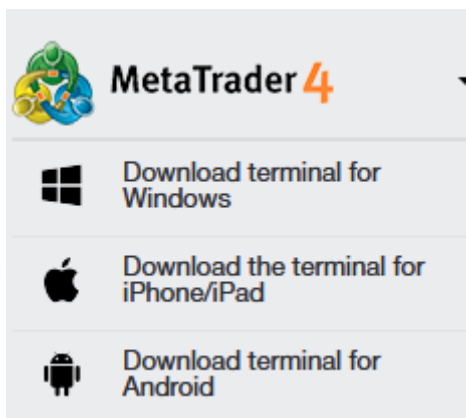 MetaTrader 4
Download terminal for
Windows
Download the terminal for
iPhone/iPad
Download terminal for
Android